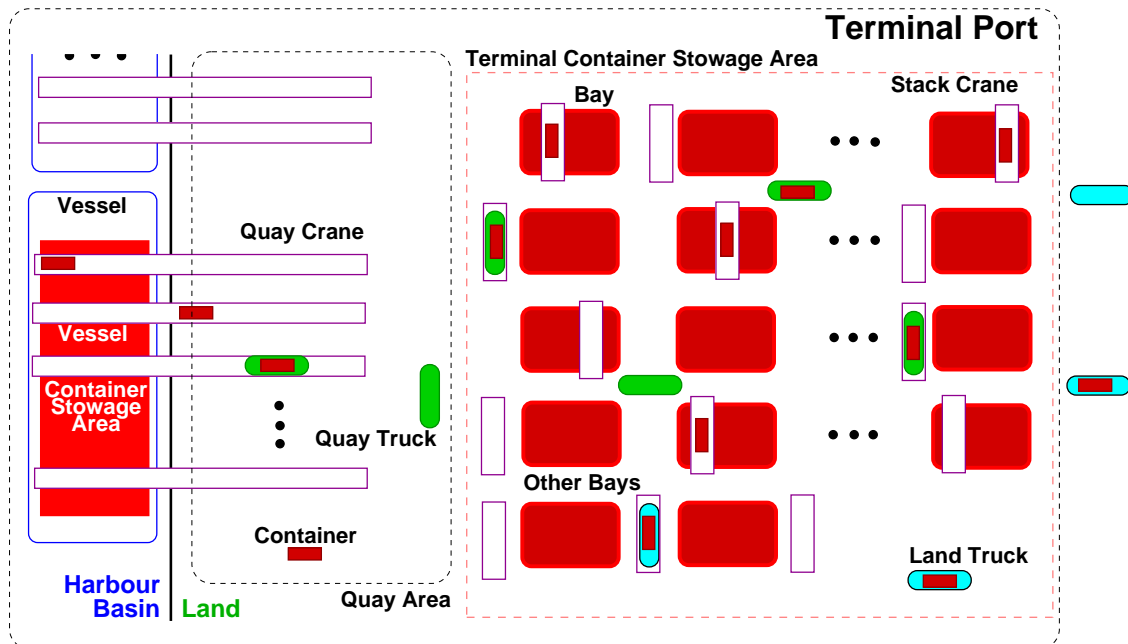 Terminal Port
Terminal Container Stowage Area
Bay
Stack Crane
Vessel
Quay Crane
Vessel
Container
Stowage
Area
Quay Truck
Other Bays
Container
Land Truck
Harbour
Basin
Land
Quay Area